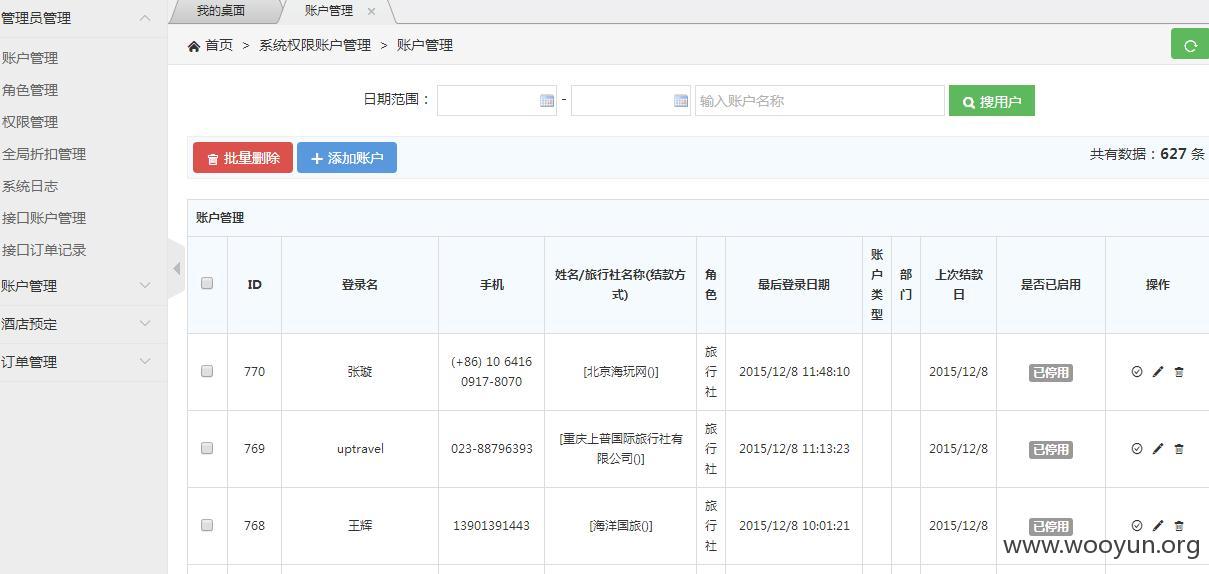 管理员管理
账户管理
角色管理
权限管理
全局折扣管理
系统日志
接口账户管理
接口订单记录
账户管理
酒店预定
订单管理
我的桌面
账户管理
首页 > 系统权限账户管理 > 账户管理
日期范围： - 输入账户名称 搜用户
批量删除 添加账户 共有数据：627 条
账户管理
ID 登录名 手机 姓名/旅行社名称(结款方式) 角色 最后登录日期 账户类型 部门 上次结款日 是否已启用 操作
770 张璇 (+86) 10 6416 0917-8070 [北京海玩网()] 旅行社 2015/12/8 11:48:10 2015/12/8 已停用
769 uptravel 023-88796393 [重庆上普国际旅行社有限公司()] 旅行社 2015/12/8 11:13:23 2015/12/8 已停用
768 王辉 13901391443 [海洋国旅()] 旅行社 2015/12/8 10:01:21 2015/12/8 已停用
www.wooyun.org